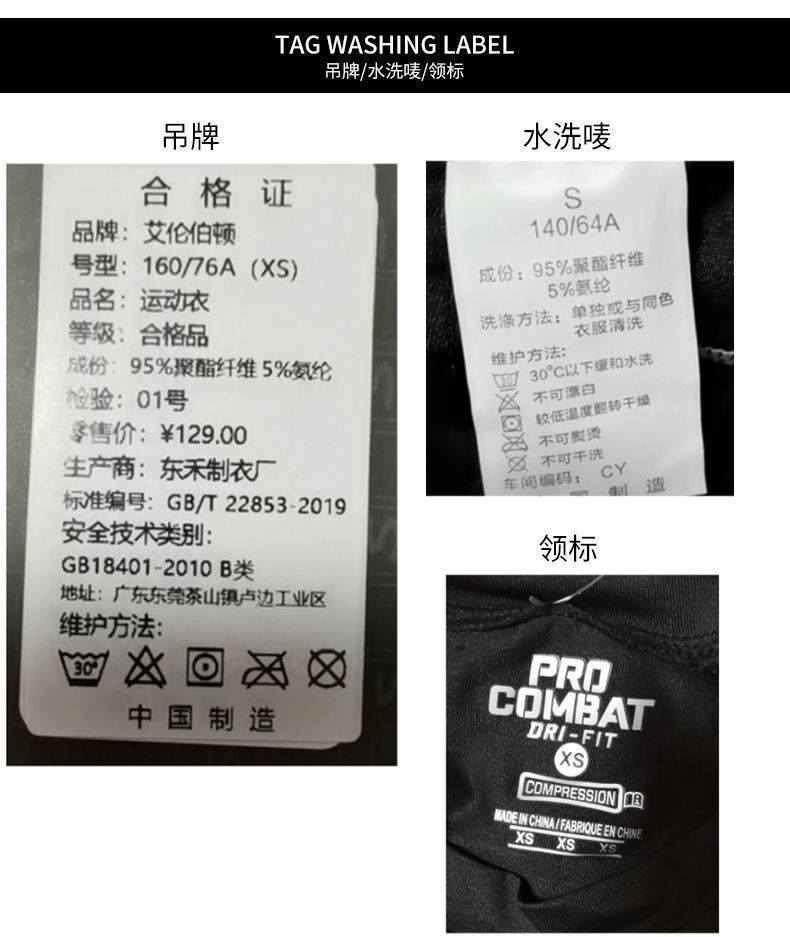 TAG WASHING LABEL
吊牌/水洗唛/领标
吊牌
合格证
品牌：艾伦伯顿
号型：160/76A（XS）
品名：运动衣
等级：合格品
成份：95%聚酯纤维 5%氨纶
检验：01号
零售价：¥129.00
生产商：东禾制衣厂
标准编号：GB/T 22853-2019
安全技术类别：
GB18401-2010 B类
地址：广东东莞茶山镇卢边工业区
维护方法：
30°
中国制造
水洗唛
S
140/64A
成份：95%聚酯纤维
5%氨纶
洗涤方法：单独或与同色
衣服清洗
维护方法：
30 30°C以下缓和水洗
不可漂白
较低温度翻转干燥
不可熨烫
不可干洗
车间编码：CY
国制造
领标
PRO
COMBAT
DRI-FIT
XS
COMPRESSION
MADE IN CHINA / FABRIQUE EN CHINE
XS XS XS